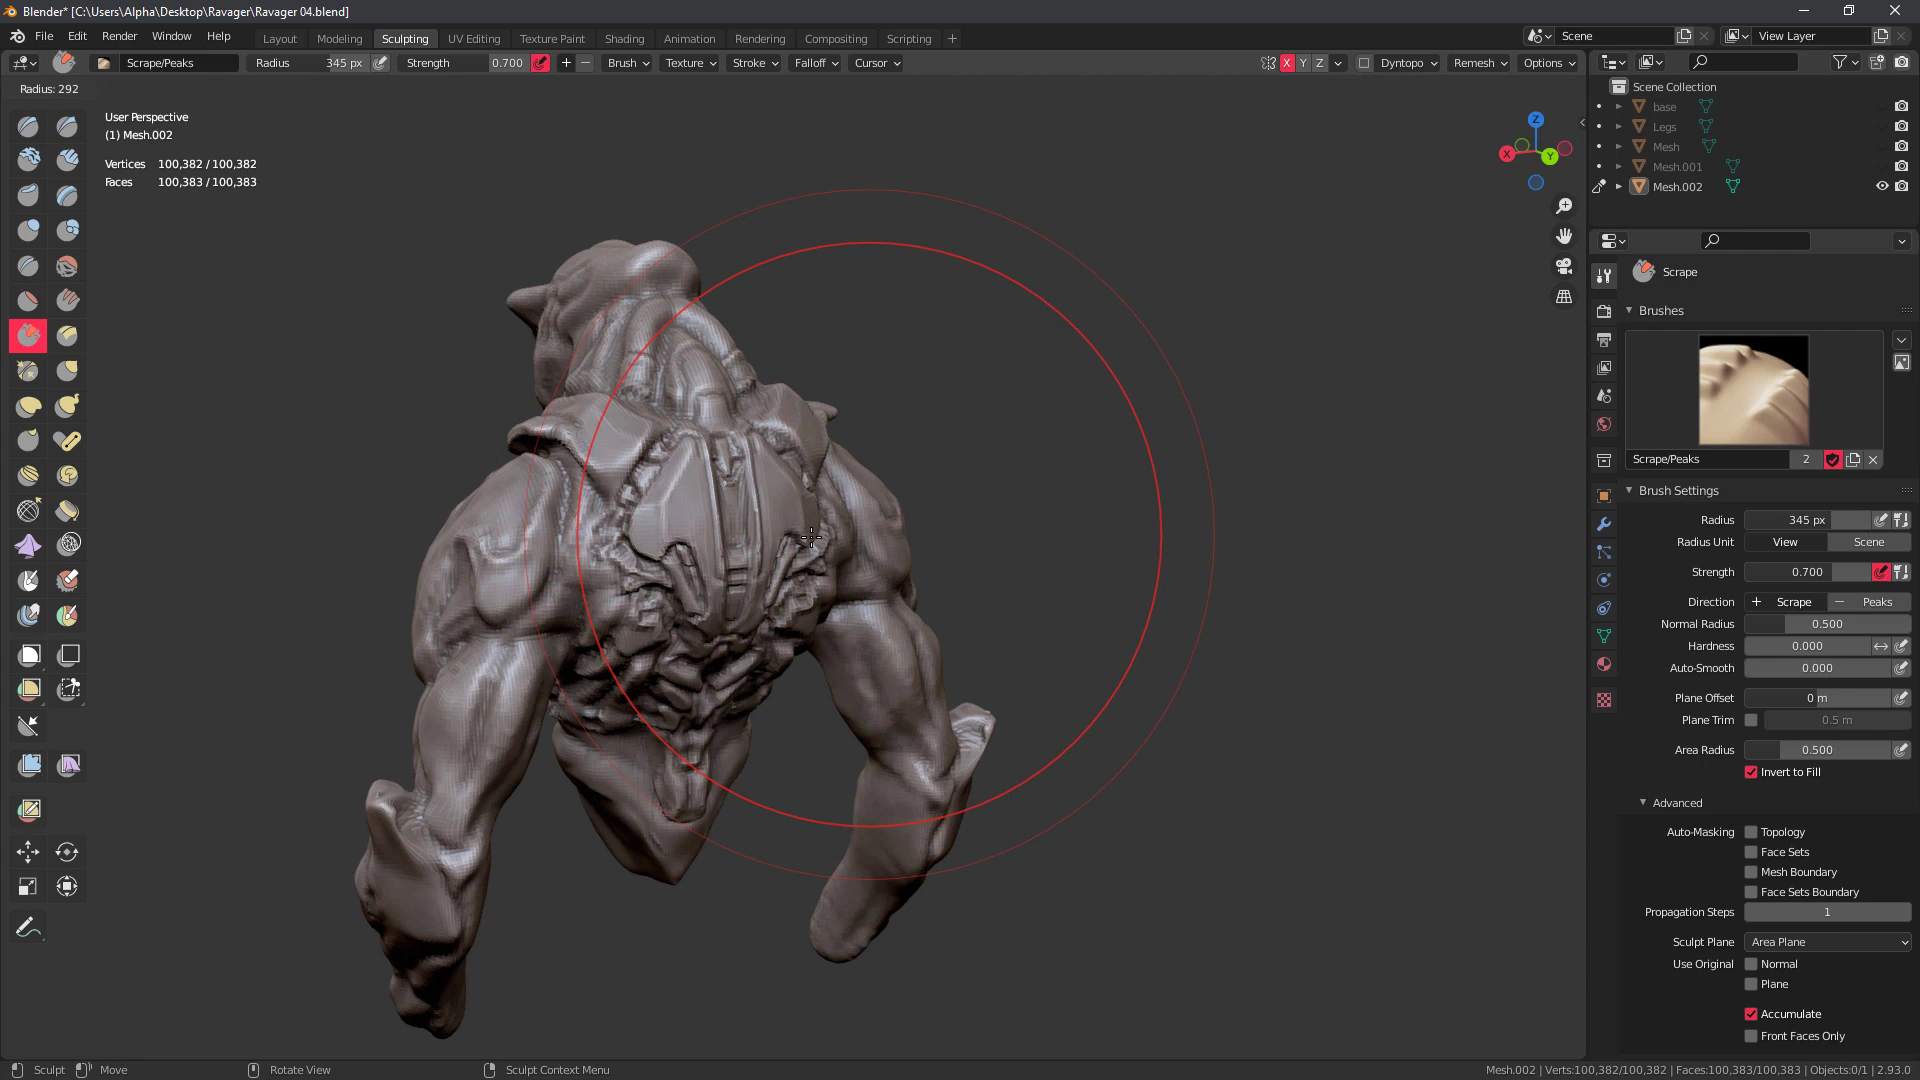 Blender* [C:\Users\Alpha\Desktop\Ravager\Ravager 04.blend]
File Edit Render Window Help
Layout Modeling Sculpting UV Editing Texture Paint Shading Animation Rendering Compositing Scripting +
Scene
View Layer
Scrape/Peaks
Radius 345 px
Strength 0.700
+ −
Brush Texture Stroke Falloff Cursor
X Y Z
Dyntopo Remesh Options
Radius: 292
User Perspective
(1) Mesh.002
Vertices 100,382 / 100,382
Faces 100,383 / 100,383
Z
X Y
Scene Collection
base
Legs
Mesh
Mesh.001
Mesh.002
Scrape
Brushes
Scrape/Peaks 2
Brush Settings
Radius 345 px
Radius Unit View Scene
Strength 0.700
Direction + Scrape − Peaks
Normal Radius 0.500
Hardness 0.000
Auto-Smooth 0.000
Plane Offset 0 m
Plane Trim 0.5 m
Area Radius 0.500
Invert to Fill
Advanced
Auto-Masking Topology
Face Sets
Mesh Boundary
Face Sets Boundary
Propagation Steps 1
Sculpt Plane Area Plane
Use Original Normal
Plane
Accumulate
Front Faces Only
Sculpt Move Rotate View Sculpt Context Menu
Mesh.002 | Verts:100,382/100,382 | Faces:100,383/100,383 | Objects:0/1 | 2.93.0